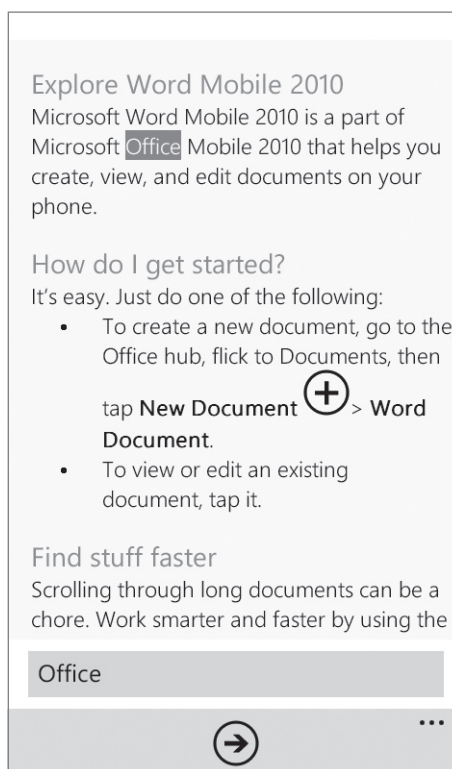 Explore Word Mobile 2010
Microsoft Word Mobile 2010 is a part of
Microsoft Office Mobile 2010 that helps you
create, view, and edit documents on your
phone.
How do I get started?
It's easy. Just do one of the following:
• To create a new document, go to the
Office hub, flick to Documents, then
tap New Document > Word
Document.
• To view or edit an existing
document, tap it.
Find stuff faster
Scrolling through long documents can be a
chore. Work smarter and faster by using the
Office